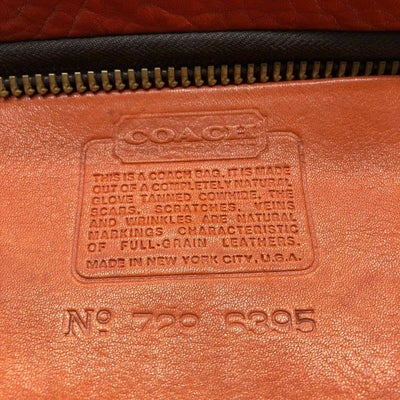 COACH
THIS IS A COACH BAG. IT IS MADE
OUT OF A COMPLETELY NATURAL
GLOVE TANNED COWHIDE, THE
SCARS, SCRATCHES, VEINS
AND WRINKLES ARE NATURAL
MARKINGS CHARACTERISTIC
OF FULL-GRAIN LEATHERS.
MADE IN NEW YORK CITY, U.S.A.
Nº 729 6395